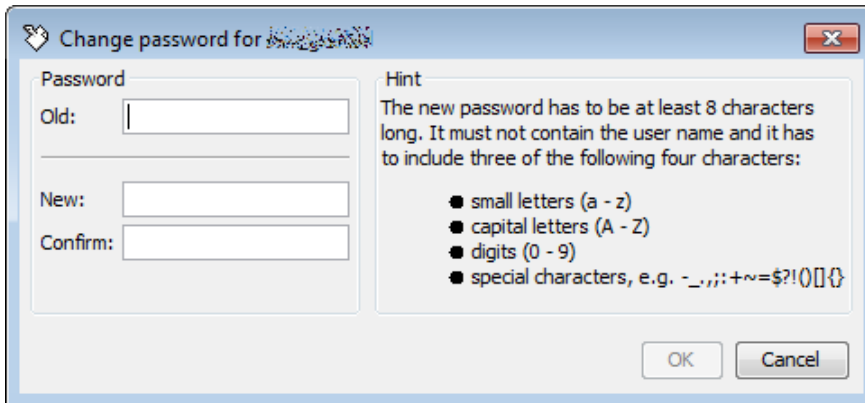 Change password for
Password
Old:
New:
Confirm:
Hint
The new password has to be at least 8 characters
long. It must not contain the user name and it has
to include three of the following four characters:
small letters (a - z)
capital letters (A - Z)
digits (0 - 9)
special characters, e.g. -_.,;:+~=$?!()[]{}
OK
Cancel